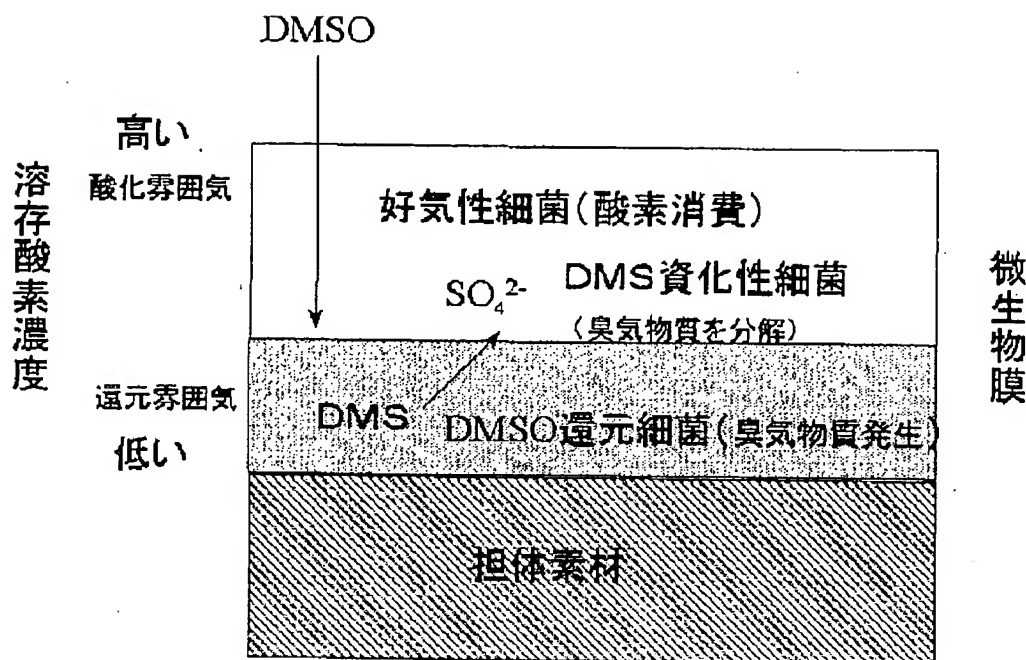 DMSO
高い
溶存酸素濃度
酸化雰囲気
好気性細菌(酸素消費)
微生物膜
SO₄²⁻
DMS資化性細菌
(臭気物質を分解)
還元雰囲気
DMS
DMSO還元細菌(臭気物質発生)
低い
担体素材